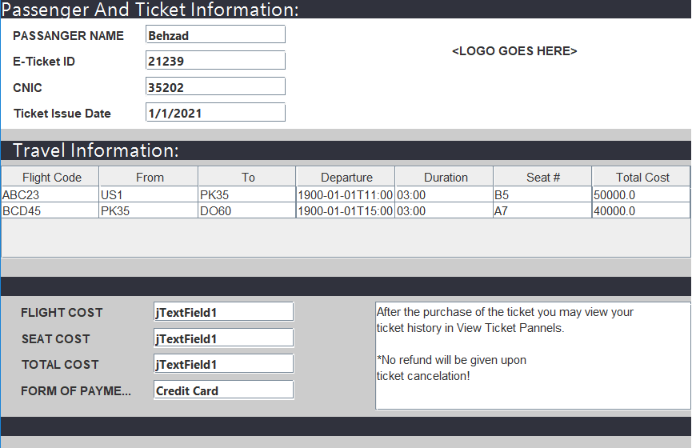 Passenger And Ticket Information:
PASSANGER NAME Behzad
<LOGO GOES HERE>
E-Ticket ID 21239
CNIC 35202
Ticket Issue Date 1/1/2021
Travel Information:
Flight Code From To Departure Duration Seat # Total Cost
ABC23 US1 PK35 1900-01-01T11:00 03:00 B5 50000.0
BCD45 PK35 DO60 1900-01-01T15:00 03:00 A7 40000.0
FLIGHT COST jTextField1
SEAT COST jTextField1
TOTAL COST jTextField1
FORM OF PAYME... Credit Card
After the purchase of the ticket you may view your
ticket history in View Ticket Pannels.
*No refund will be given upon
ticket cancelation!